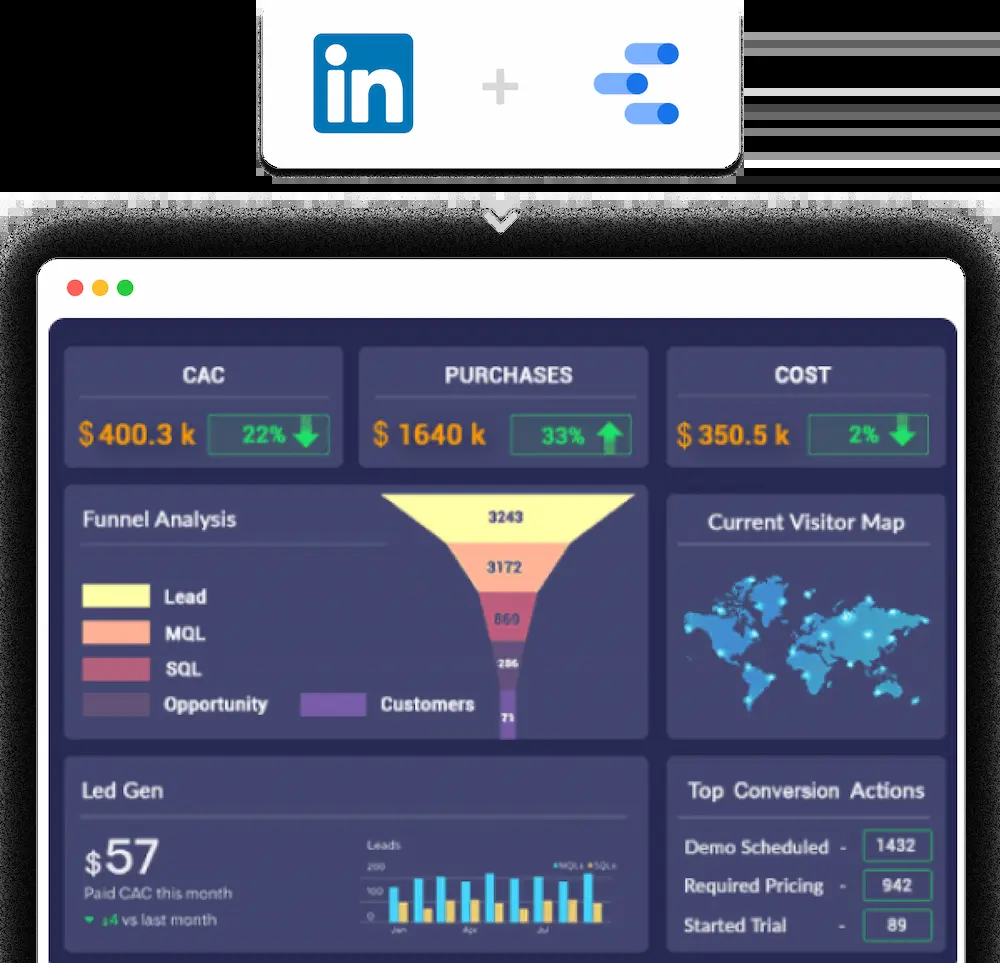 in
CAC
$ 400.3 k 22%
PURCHASES
$ 1640 k 33%
COST
$ 350.5 k 2%
Funnel Analysis
Lead
MQL
SQL
Opportunity
Customers
3243
3172
869
286
71
Current Visitor Map
Led Gen
$57
Paid CAC this month
$4 vs last month
Leads
MQLs SQLs
200
100
0
Jan Apr Jul
Top Conversion Actions
Demo Scheduled - 1432
Required Pricing - 942
Started Trial - 89